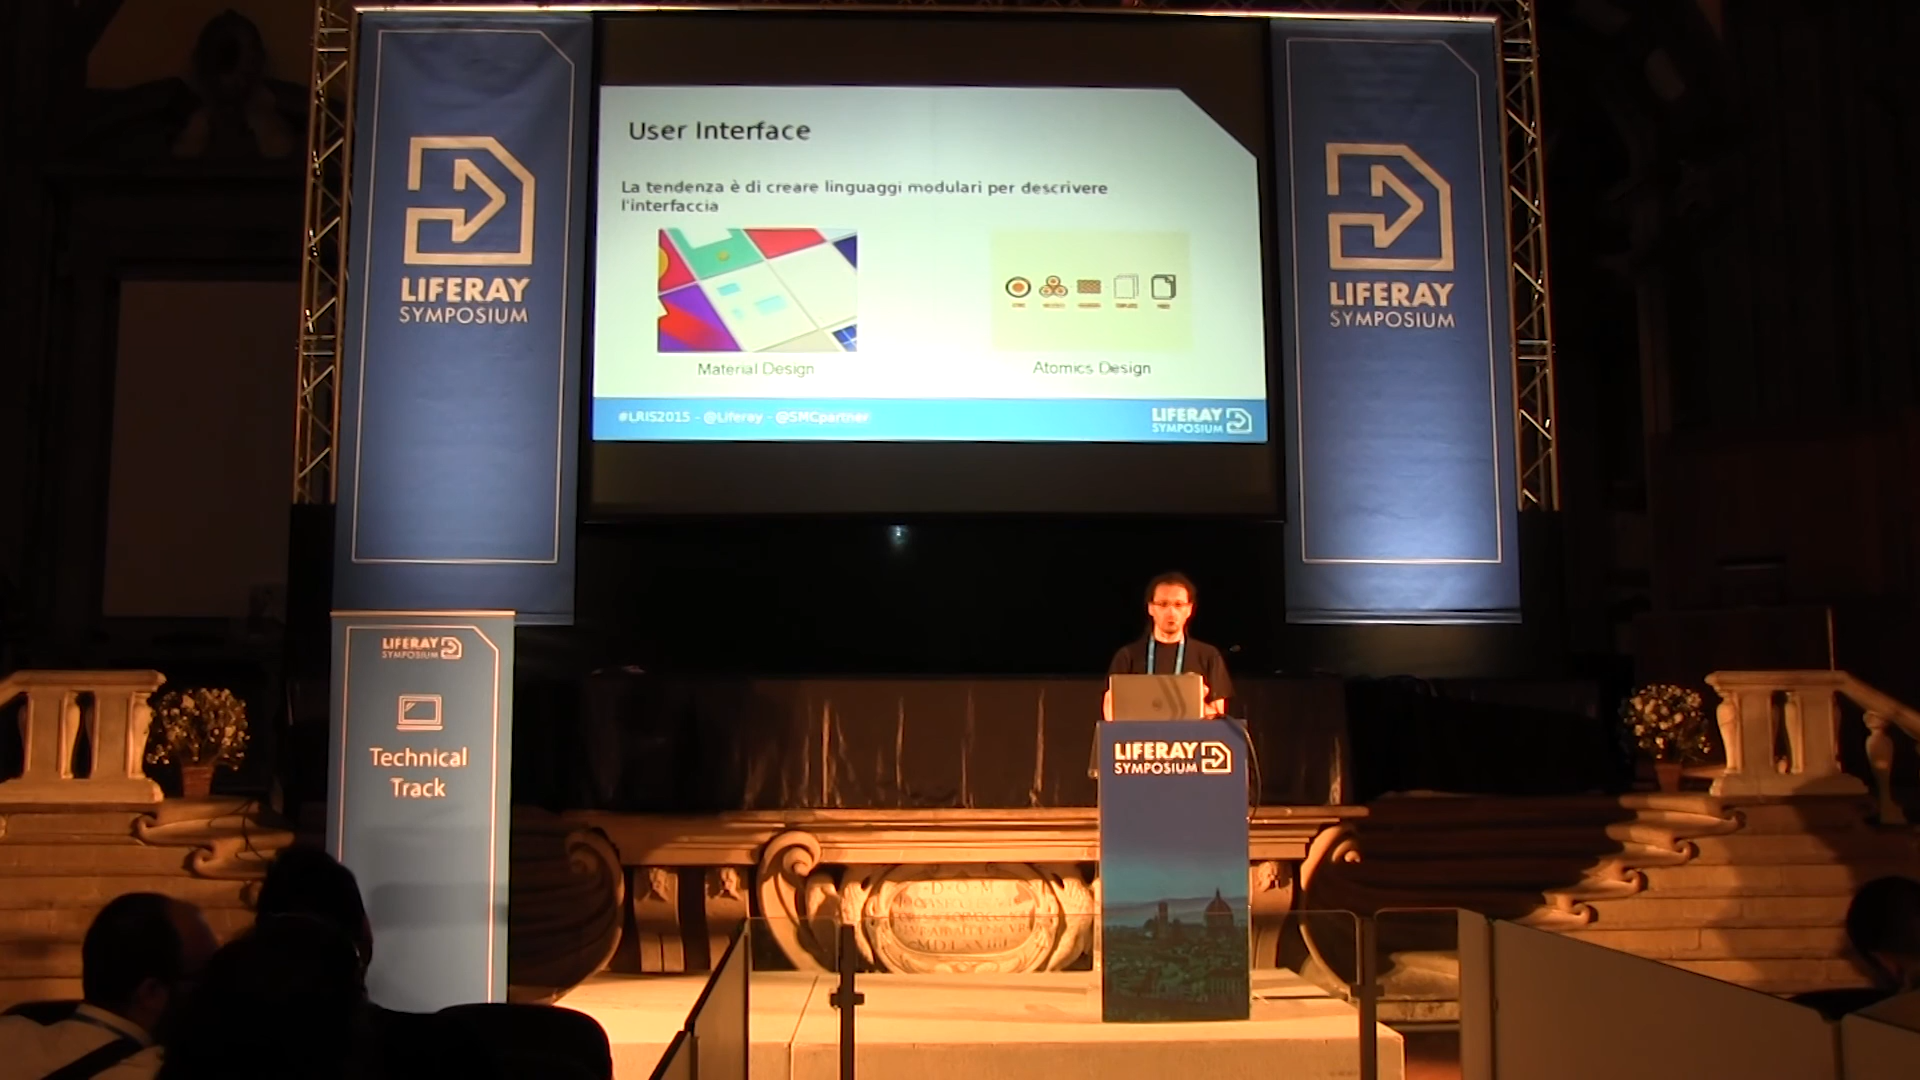 User Interface
La tendenza è di creare linguaggi modulari per descrivere
l'interfaccia
Material Design
Atomics Design
#LRIS2015 - @Liferay - @SMCpartner
LIFERAY
SYMPOSIUM
LIFERAY
SYMPOSIUM
LIFERAY
SYMPOSIUM
LIFERAY
SYMPOSIUM
Technical
Track
LIFERAY
SYMPOSIUM
D.O.M